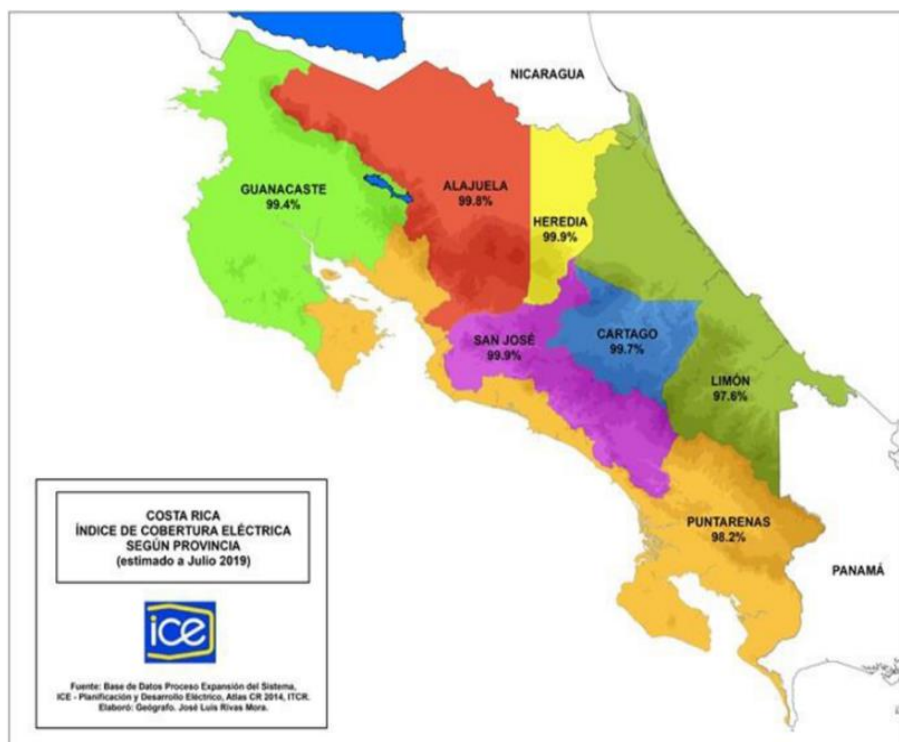 NICARAGUA
GUANACASTE
99.4%
ALAJUELA
99.8%
HEREDIA
99.9%
SAN JOSÉ
99.9%
CARTAGO
99.7%
LIMÓN
97.6%
PUNTARENAS
98.2%
PANAMÁ
COSTA RICA
ÍNDICE DE COBERTURA ELÉCTRICA
SEGÚN PROVINCIA
(estimado a Julio 2019)
ice
Fuente: Base de Datos Proceso Expansión del Sistema,
ICE - Planificación y Desarrollo Eléctrico, Atlas CR 2014, ITCR.
Elaboró: Geógrafo. José Luis Rivas Mora.